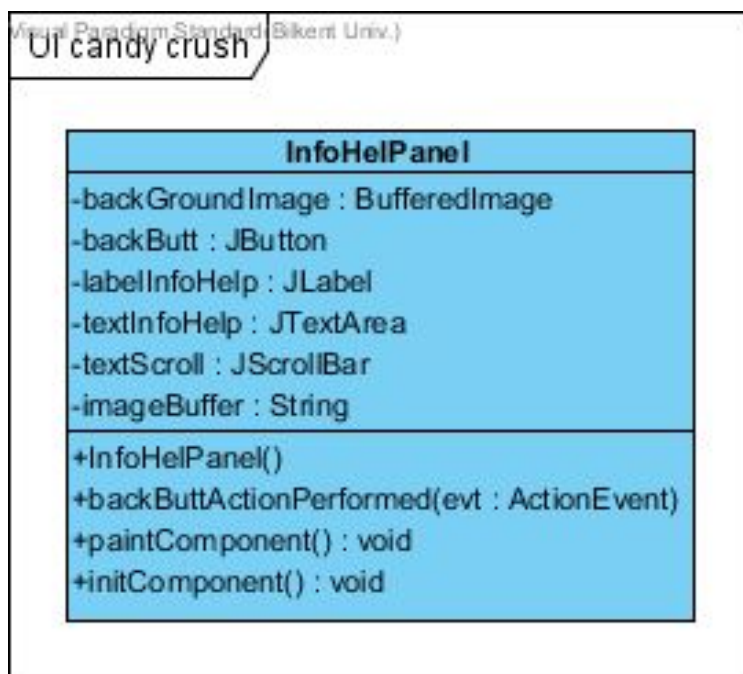 Visual Paradigm Standard(Bilkent Univ.)
UI candy crush
InfoHelPanel
-backGroundImage : BufferedImage
-backButt : JButton
-labelInfoHelp : JLabel
-textInfoHelp : JTextArea
-textScroll : JScrollBar
-imageBuffer : String
+InfoHelPanel()
+backButtActionPerformed(evt : ActionEvent)
+paintComponent() : void
+initComponent() : void